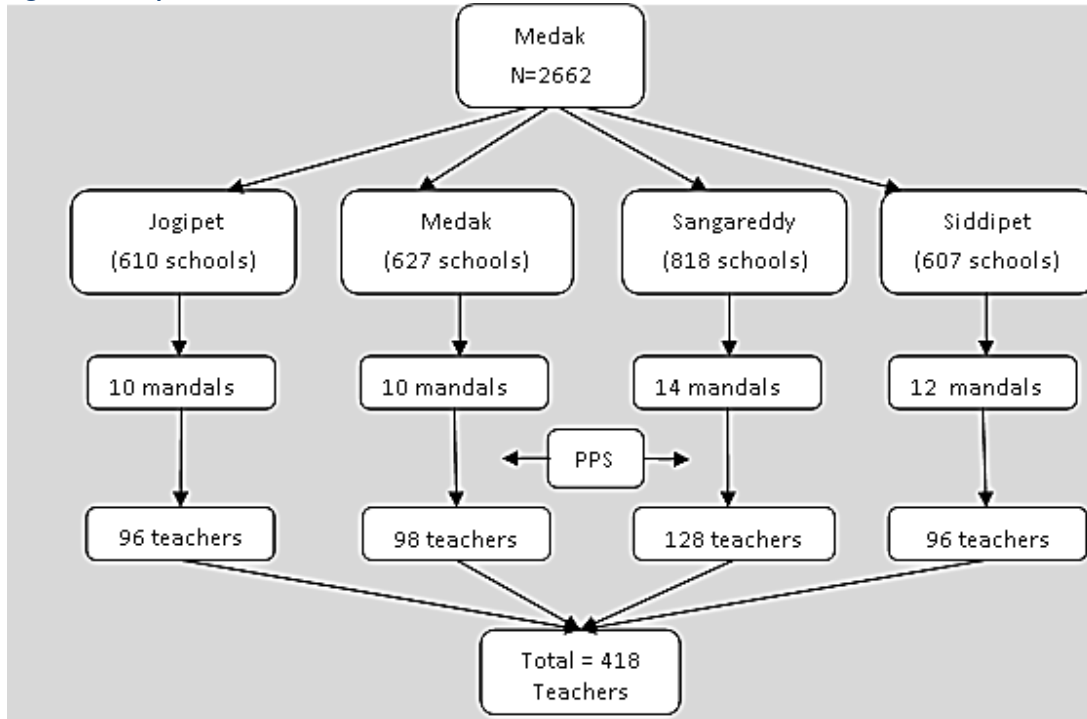 Medak
N=2662
Jogipet
(610 schools)
Medak
(627 schools)
Sangareddy
(818 schools)
Siddipet
(607 schools)
10 mandals
10 mandals
14 mandals
12 mandals
PPS
96 teachers
98 teachers
128 teachers
96 teachers
Total = 418
Teachers